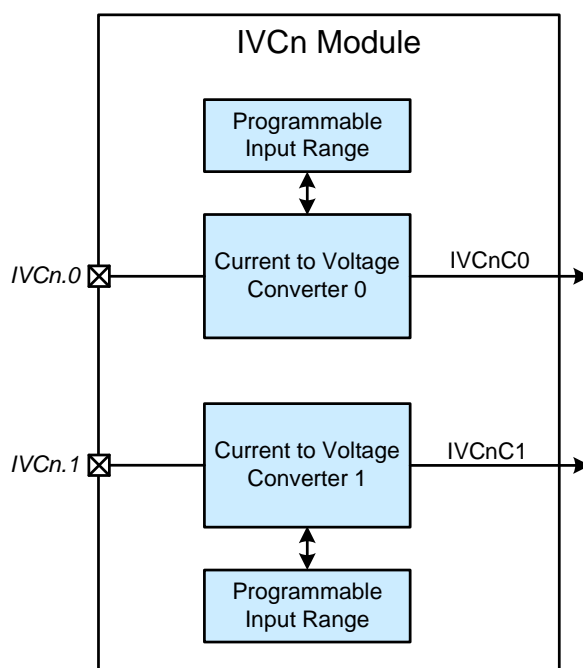 IVCn Module
Programmable
Input Range
IVCn.0
Current to Voltage
Converter 0
IVCnC0
IVCn.1
Current to Voltage
Converter 1
IVCnC1
Programmable
Input Range